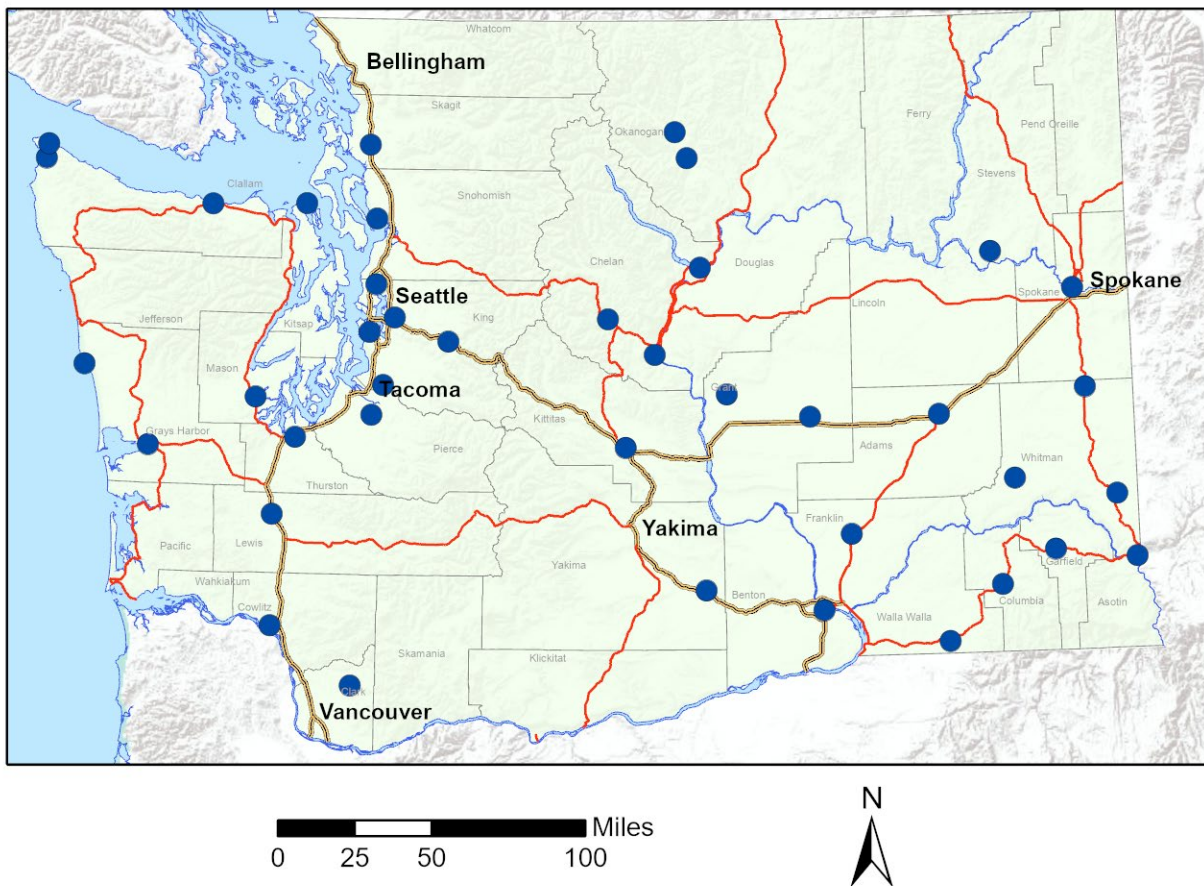 Whatcom
Bellingham
Skagit
Okanogan
Ferry
Pend Oreille
Stevens
Clallam
Snohomish
Chelan
Douglas
Spokane
Spokane
Lincoln
Seattle
King
Jefferson
Kitsap
Mason
Tacoma
Grant
Grays Harbor
Kittitas
Pierce
Adams
Whitman
Thurston
Yakima
Franklin
Pacific
Lewis
Wahkiakum
Yakima
Benton
Garfield
Cowlitz
Walla Walla
Columbia
Asotin
Skamania
Klickitat
Clark
Vancouver
N
Miles
0 25 50 100